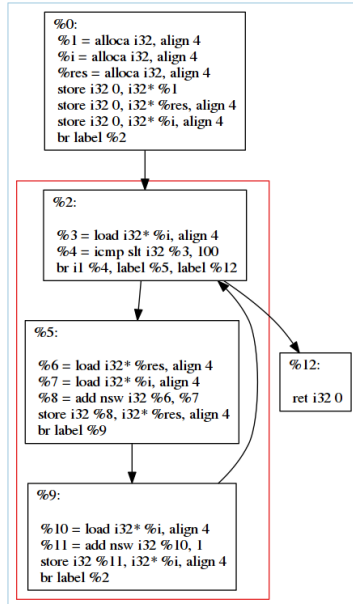 %0:
%1 = alloca i32, align 4
%i = alloca i32, align 4
%res = alloca i32, align 4
store i32 0, i32* %1
store i32 0, i32* %res, align 4
store i32 0, i32* %i, align 4
br label %2
%2:
%3 = load i32* %i, align 4
%4 = icmp slt i32 %3, 100
br i1 %4, label %5, label %12
%5:
%6 = load i32* %res, align 4
%7 = load i32* %i, align 4
%8 = add nsw i32 %6, %7
store i32 %8, i32* %res, align 4
br label %9
%12:
ret i32 0
%9:
%10 = load i32* %i, align 4
%11 = add nsw i32 %10, 1
store i32 %11, i32* %i, align 4
br label %2